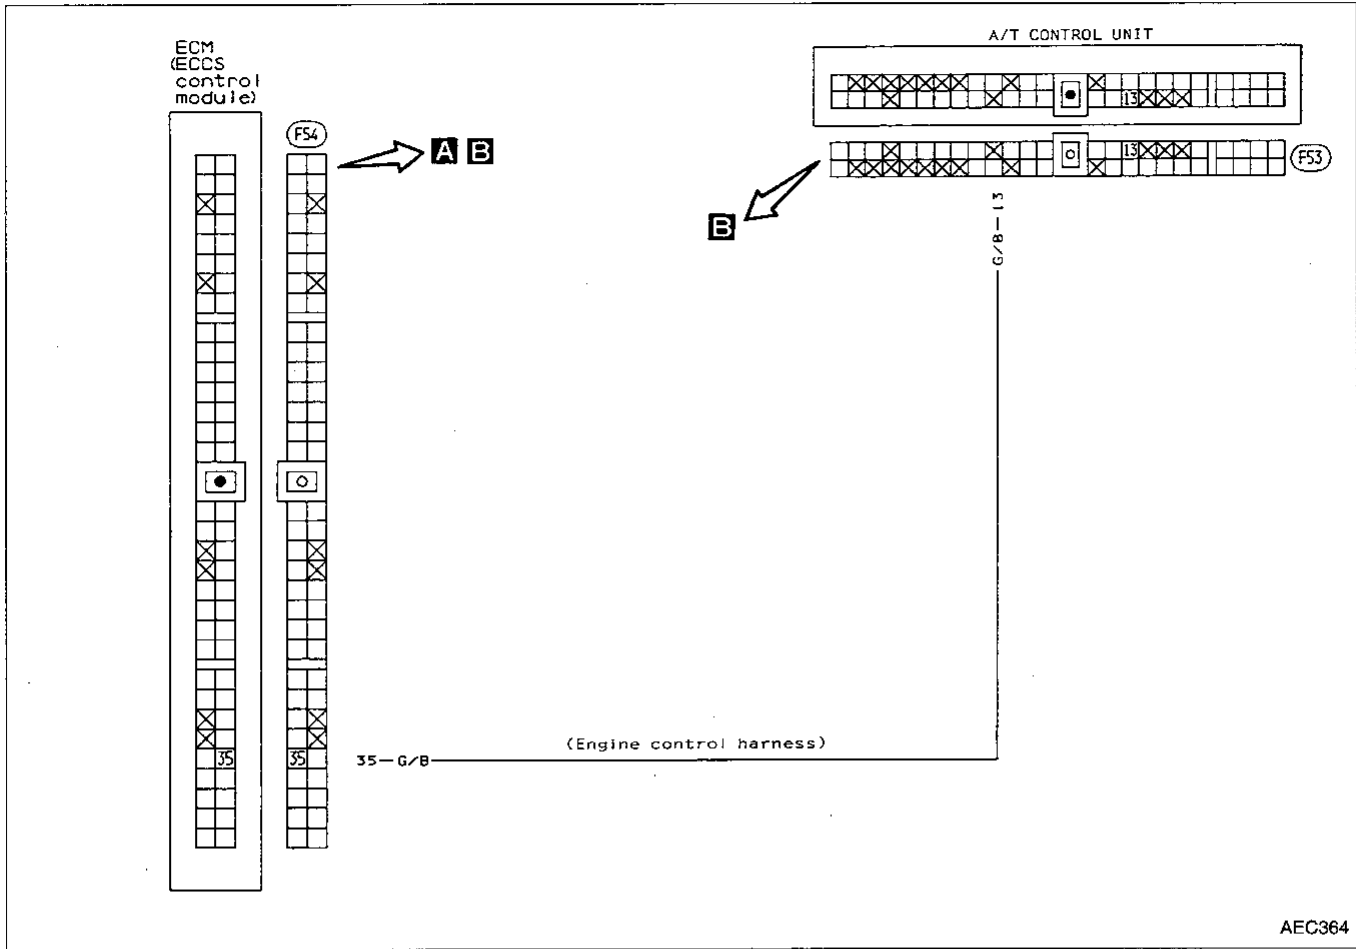 A/T CONTROL UNIT
ECM
(ECCS
control
module)
F54
A B
13
13
F53
B
G/B—13
(Engine control harness)
35 35 35—G/B
AEC364